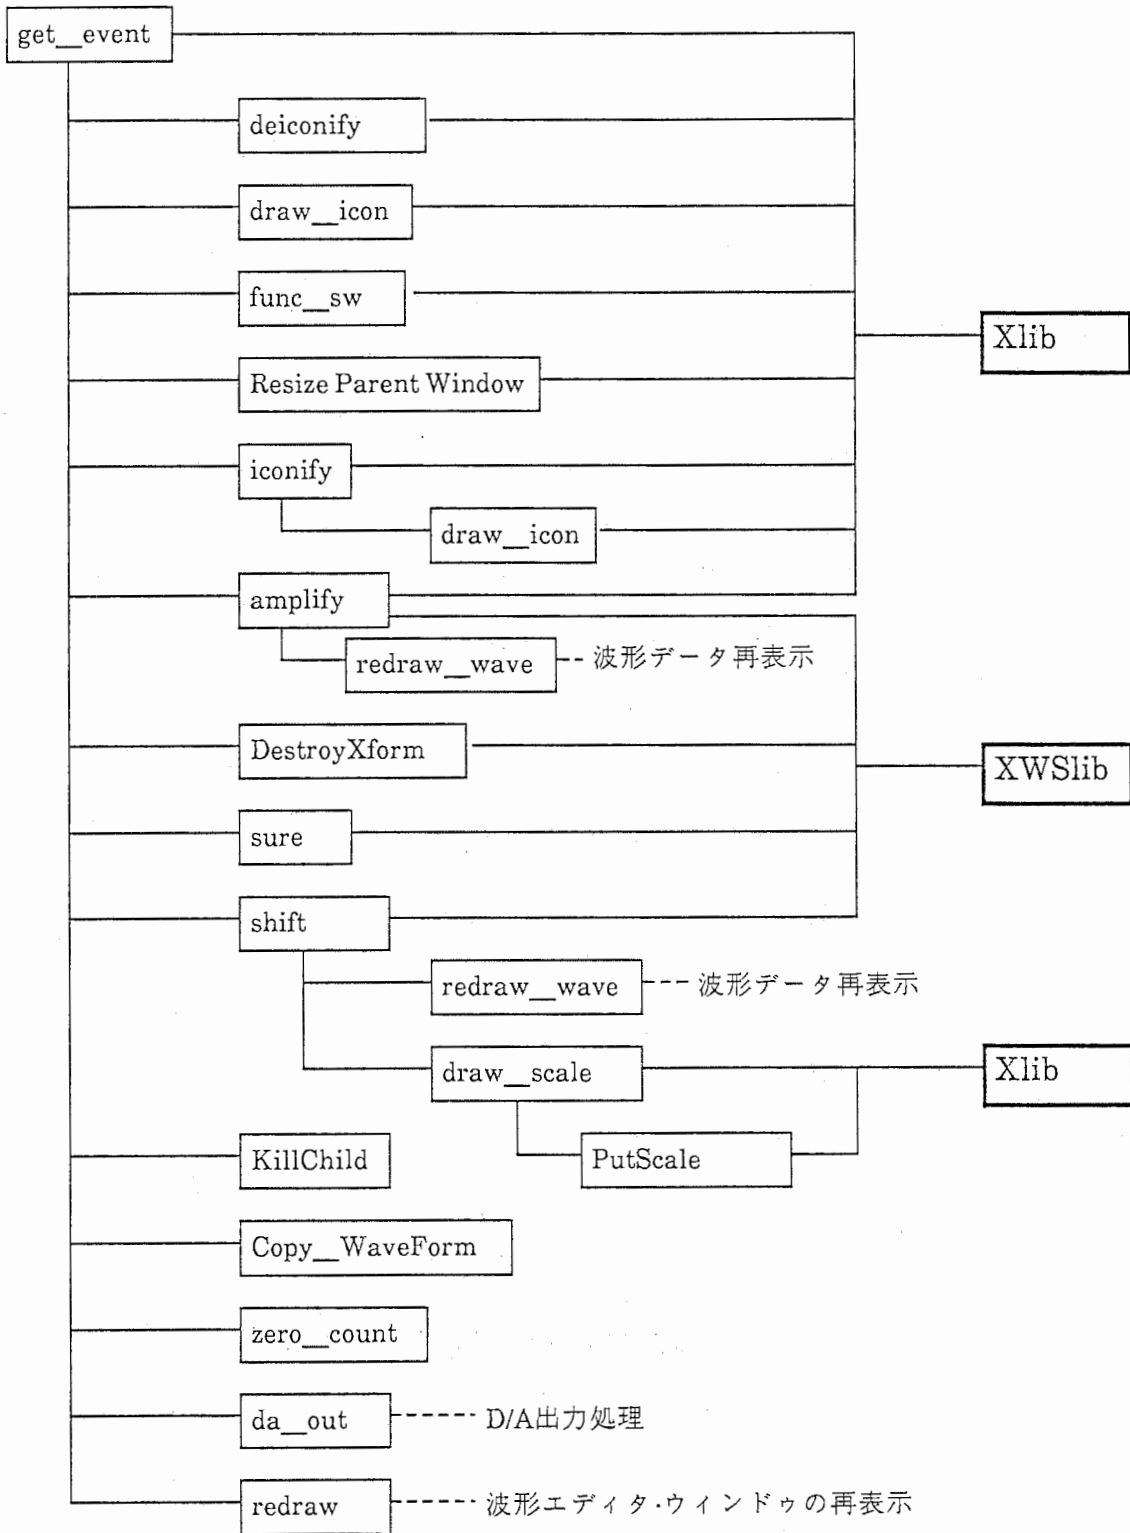 get__event
deiconify
draw__icon
func__sw
Xlib
Resize Parent Window
iconify
draw__icon
amplify
redraw__wave -- 波形データ再表示
DestroyXform
XWSlib
sure
shift
redraw__wave --- 波形データ再表示
draw__scale
Xlib
KillChild
PutScale
Copy__WaveForm
zero__count
da__out ------ D/A出力処理
redraw ------ 波形エディタ・ウィンドゥの再表示